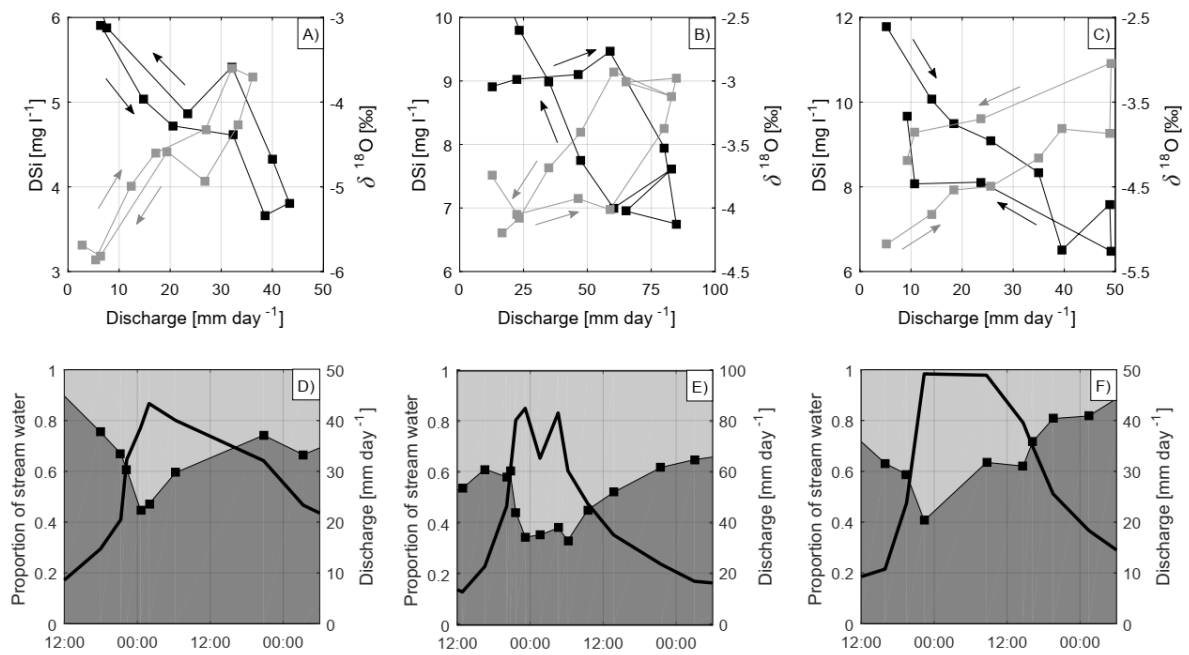 A)
6
5
4
3
DSi [mg l⁻¹]
-3
-4
-5
-6
δ ¹⁸O [‰]
0 10 20 30 40 50
Discharge [mm day ⁻¹]
B)
10
9
8
7
6
DSi [mg l⁻¹]
-2.5
-3
-3.5
-4
-4.5
δ ¹⁸O [‰]
0 25 50 75 100
Discharge [mm day ⁻¹]
C)
12
10
8
6
DSi [mg l⁻¹]
-2.5
-3.5
-4.5
-5.5
δ ¹⁸O [‰]
0 10 20 30 40 50
Discharge [mm day ⁻¹]
D)
1
0.8
0.6
0.4
0.2
0
Proportion of stream water
50
40
30
20
10
0
Discharge [mm day ⁻¹]
12:00 00:00 12:00 00:00
E)
1
0.8
0.6
0.4
0.2
0
Proportion of stream water
100
80
60
40
20
0
Discharge [mm day ⁻¹]
12:00 00:00 12:00 00:00
F)
1
0.8
0.6
0.4
0.2
0
Proportion of stream water
50
40
30
20
10
0
Discharge [mm day ⁻¹]
12:00 00:00 12:00 00:00